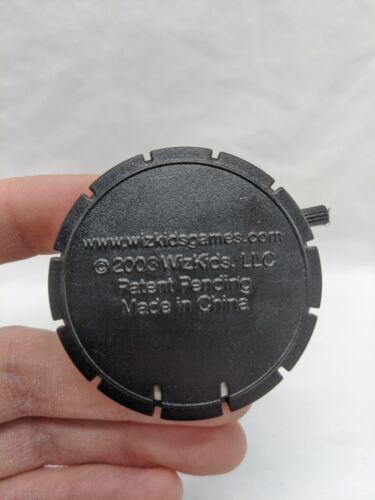 www.wizkidsgames.com
© 2003 WizKids, LLC
Patent Pending
Made in China